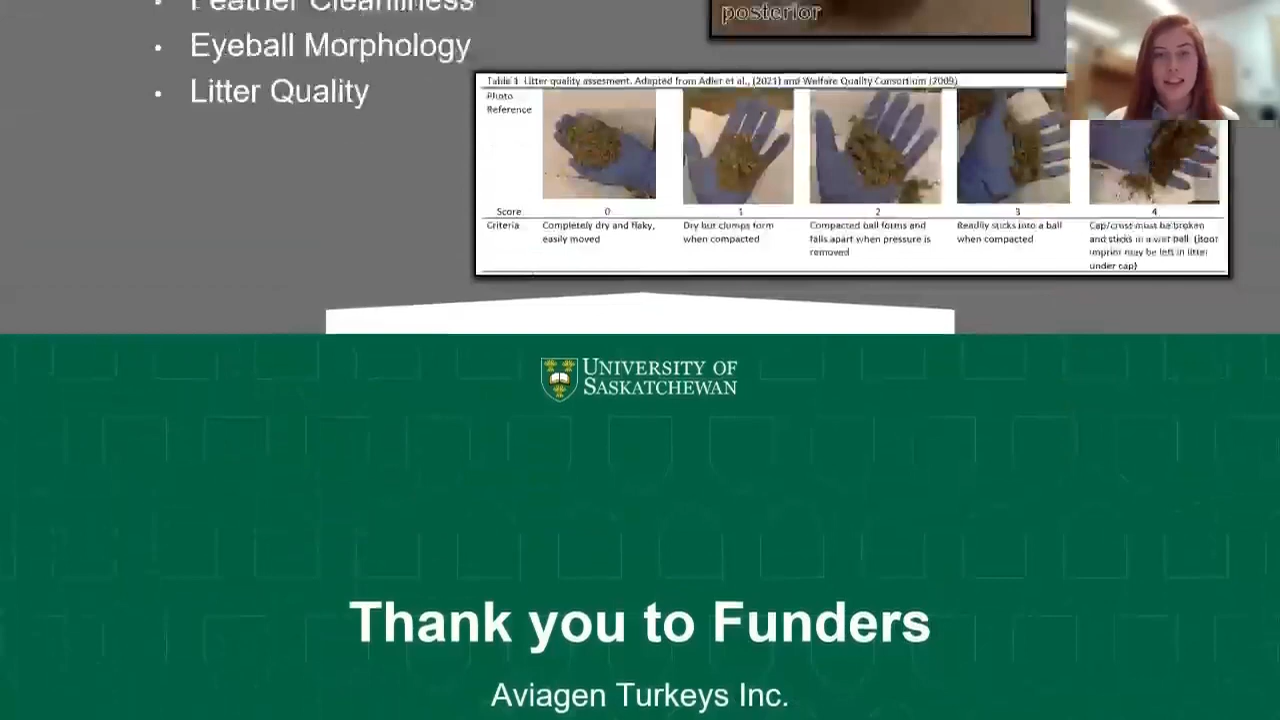 Feather Cleanliness
• Eyeball Morphology
• Litter Quality
posterior
Table 1 Litter quality assesment. Adapted from Adler et al., (2021) and Welfare Quality Consortium (2009)
Photo
Reference
Score 0 1 2 3 4
Criteria
Completely dry and flaky,
easily moved
Dry but clumps form
when compacted
Compacted ball forms and
falls apart when pressure is
removed
Readily sticks into a ball
when compacted
Cap/crust must be broken
and sticks in a wet ball (boot
imprint may be left in litter
under cap)
UNIVERSITY OF
SASKATCHEWAN
Thank you to Funders
Aviagen Turkeys Inc.